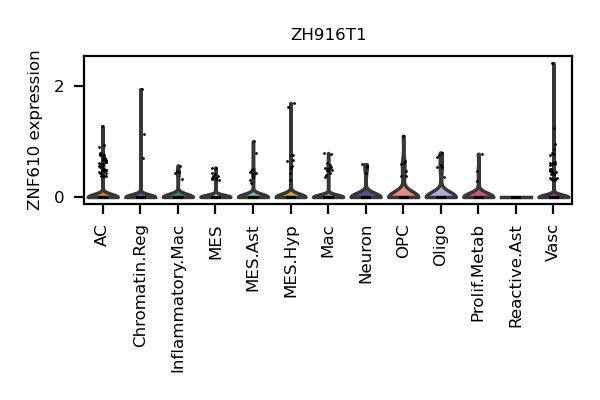 ZH916T1
ZNF610 expression
2
0
AC
Chromatin.Reg
Inflammatory.Mac
MES
MES.Ast
MES.Hyp
Mac
Neuron
OPC
Oligo
Prolif.Metab
Reactive.Ast
Vasc